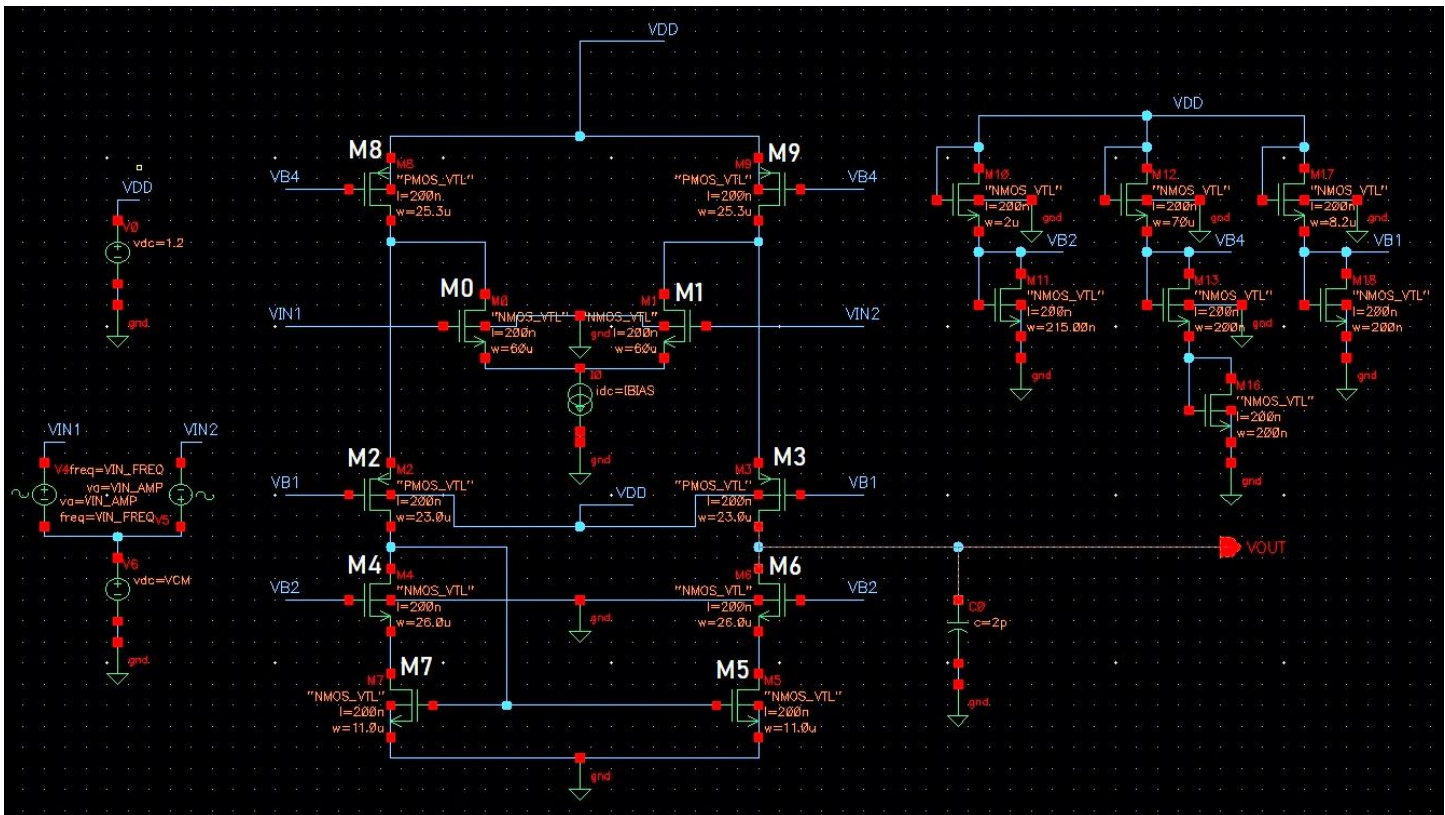 VDD
M8
M8
VB4
"PMOS_VTL"
l=200n
w=25.3u
M9
M9
VB4
"PMOS_VTL"
l=200n
w=25.3u
VDD
V0
vdc=1.2
gnd
M0
M0
VIN1
"NMOS_VTL"
l=200n
w=60u
M1
M1
VIN2
"NMOS_VTL"
l=200n
w=60u
gnd
I0
idc=IBIAS
gnd
VIN1
VIN2
V4
freq=VIN_FREQ
va=VIN_AMP
va=VIN_AMP
freq=VIN_FREQ
V5
V6
vdc=VCM
gnd
M2
M2
VB1
"PMOS_VTL"
l=200n
w=23.0u
VDD
M3
M3
VB1
"PMOS_VTL"
l=200n
w=23.0u
M4
M4
VB2
"NMOS_VTL"
l=200n
w=26.0u
gnd
M6
M6
VB2
"NMOS_VTL"
l=200n
w=26.0u
M7
M7
"NMOS_VTL"
l=200n
w=11.0u
M5
M5
"NMOS_VTL"
l=200n
w=11.0u
gnd
VOUT
C0
c=2p
gnd
VDD
M10
"NMOS_VTL"
l=200n
w=2u
gnd
VB2
M11
"NMOS_VTL"
l=200n
w=215.00n
gnd
M12
"NMOS_VTL"
l=200n
w=70u
gnd
VB4
M13
"NMOS_VTL"
l=200n
w=200n
gnd
M16
"NMOS_VTL"
l=200n
w=200n
gnd
M17
"NMOS_VTL"
l=200n
w=8.2u
gnd
VB1
"NMOS_VTL"
l=200n
w=200n
gnd